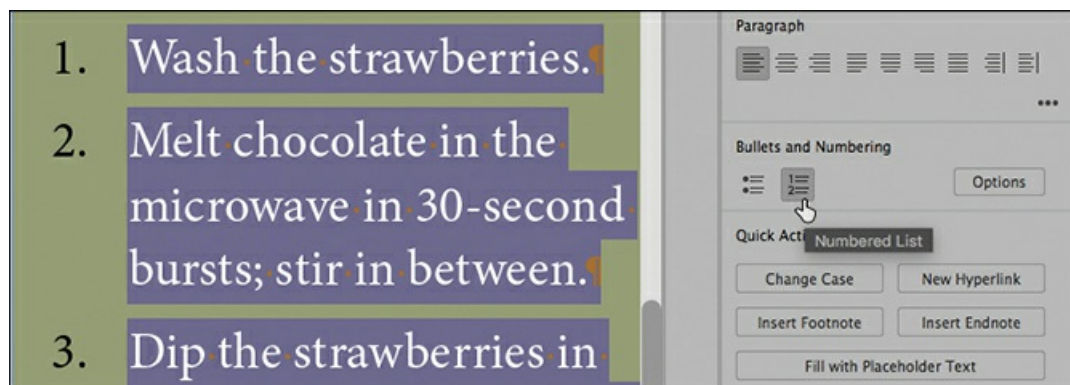 1. Wash the strawberries.¶
2. Melt chocolate in the
microwave in 30-second
bursts; stir in between.¶
3. Dip the strawberries in
Paragraph
Bullets and Numbering
Options
Quick Acti
Numbered List
Change Case
New Hyperlink
Insert Footnote
Insert Endnote
Fill with Placeholder Text